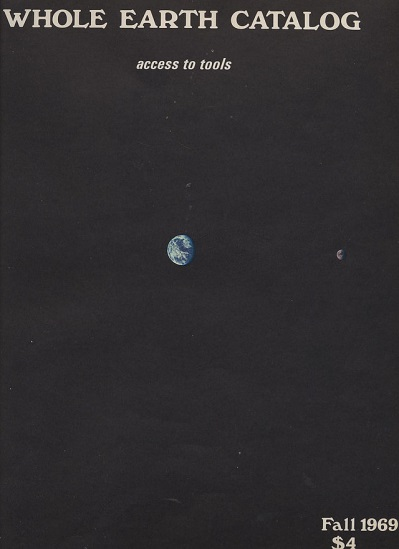 WHOLE EARTH CATALOG
access to tools
Fall 1969
$4